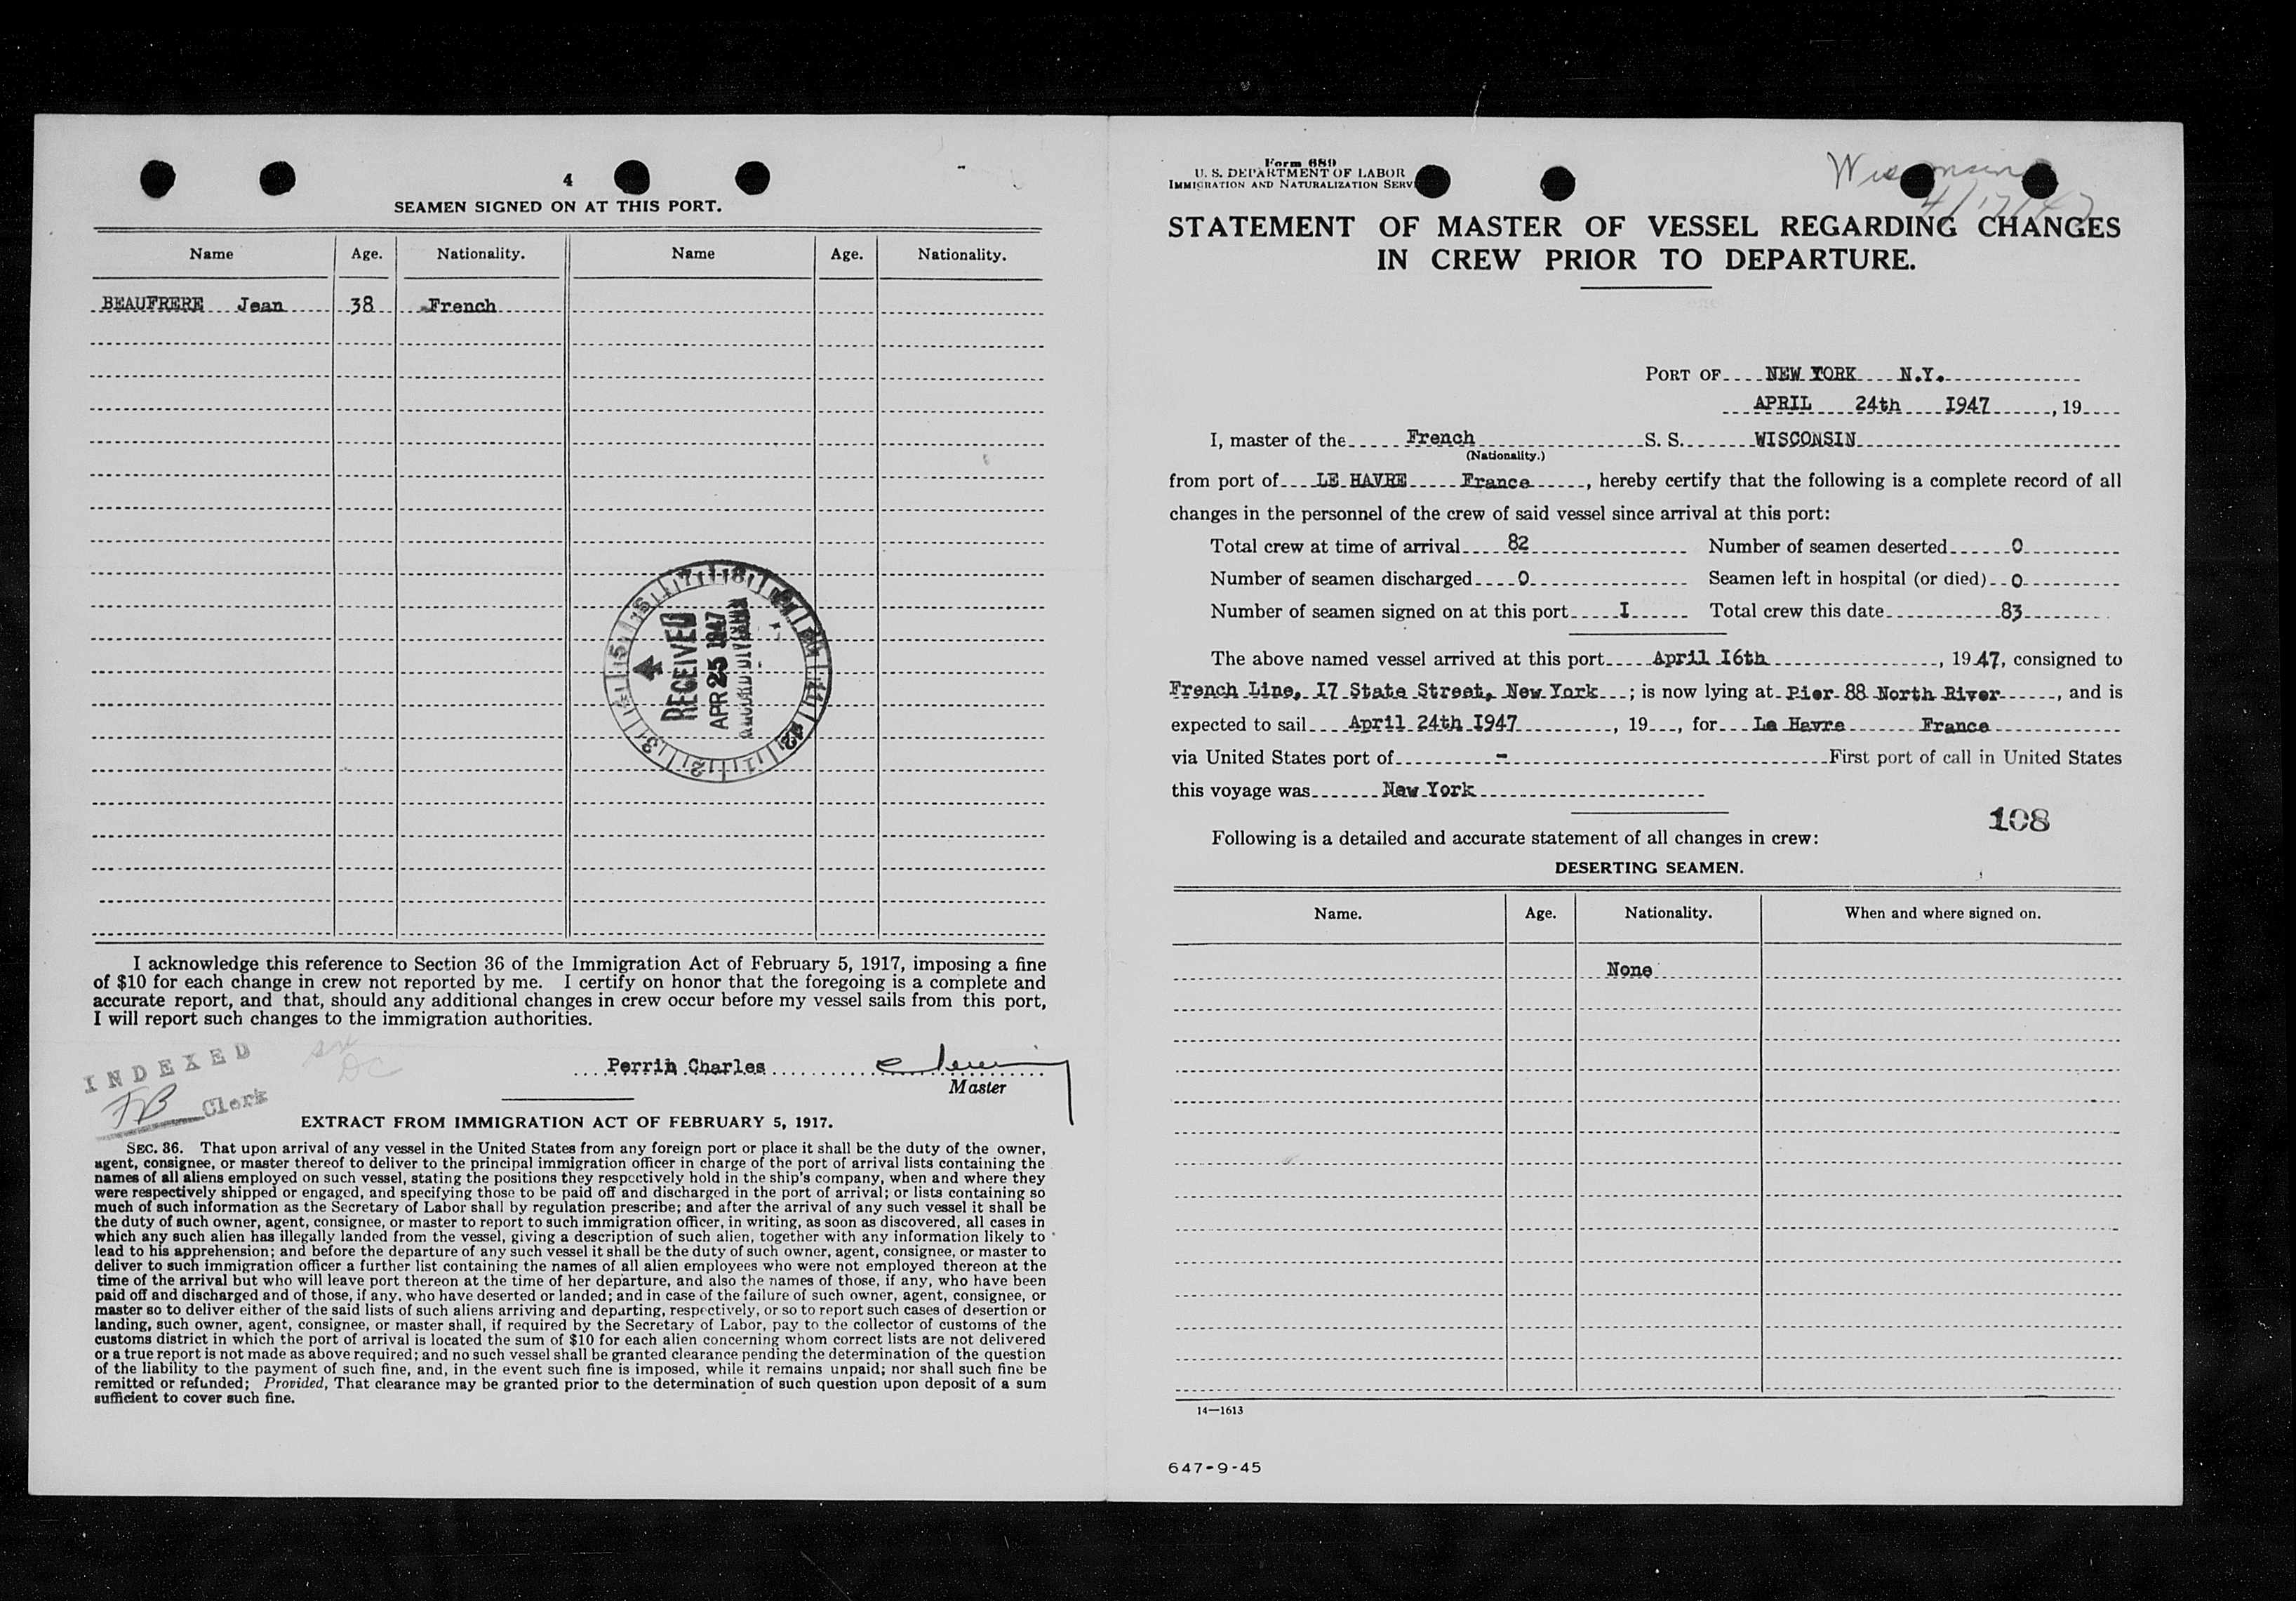 4
SEAMEN SIGNED ON AT THIS PORT.
Name Age. Nationality. Name Age. Nationality.
BEAUFRERE Jean 38 French
RECEIVED
APR 25 1947
I acknowledge this reference to Section 36 of the Immigration Act of February 5, 1917, imposing a fine
of $10 for each change in crew not reported by me. I certify on honor that the foregoing is a complete and
accurate report, and that, should any additional changes in crew occur before my vessel sails from this port,
I will report such changes to the immigration authorities.
INDEXED
FB Clerk
Perrin Charles
Master
EXTRACT FROM IMMIGRATION ACT OF FEBRUARY 5, 1917.
SEC. 36. That upon arrival of any vessel in the United States from any foreign port or place it shall be the duty of the owner,
agent, consignee, or master thereof to deliver to the principal immigration officer in charge of the port of arrival lists containing the
names of all aliens employed on such vessel, stating the positions they respectively hold in the ship's company, when and where they
were respectively shipped or engaged, and specifying those to be paid off and discharged in the port of arrival; or lists containing so
much of such information as the Secretary of Labor shall by regulation prescribe; and after the arrival of any such vessel it shall be
the duty of such owner, agent, consignee, or master to report to such immigration officer, in writing, as soon as discovered, all cases in
which any such alien has illegally landed from the vessel, giving a description of such alien, together with any information likely to
lead to his apprehension; and before the departure of any such vessel it shall be the duty of such owner, agent, consignee, or master to
deliver to such immigration officer a further list containing the names of all alien employees who were not employed thereon at the
time of the arrival but who will leave port thereon at the time of her departure, and also the names of those, if any, who have been
paid off and discharged and of those, if any, who have deserted or landed; and in case of the failure of such owner, agent, consignee, or
master so to deliver either of the said lists of such aliens arriving and departing, respectively, or so to report such cases of desertion or
landing, such owner, agent, consignee, or master shall, if required by the Secretary of Labor, pay to the collector of customs of the
customs district in which the port of arrival is located the sum of $10 for each alien concerning whom correct lists are not delivered
or a true report is not made as above required; and no such vessel shall be granted clearance pending the determination of the question
of the liability to the payment of such fine, and, in the event such fine is imposed, while it remains unpaid; nor shall such fine be
remitted or refunded; Provided, That clearance may be granted prior to the determination of such question upon deposit of a sum
sufficient to cover such fine.
Form 689
U. S. DEPARTMENT OF LABOR
IMMIGRATION AND NATURALIZATION SERV
Wisconsin
4/17/47
STATEMENT OF MASTER OF VESSEL REGARDING CHANGES
IN CREW PRIOR TO DEPARTURE.
PORT OF NEW YORK N.Y.
APRIL 24th I947, 19
I, master of the French S. S. WISCONSIN
(Nationality.)
from port of LE HAVRE France, hereby certify that the following is a complete record of all
changes in the personnel of the crew of said vessel since arrival at this port:
Total crew at time of arrival 82 Number of seamen deserted 0
Number of seamen discharged 0 Seamen left in hospital (or died) 0
Number of seamen signed on at this port I Total crew this date 83
The above named vessel arrived at this port April I6th, 1947, consigned to
French Line, I7 State Street, New York; is now lying at Pier 88 North River, and is
expected to sail April 24th I947, 19, for Le Havre France
via United States port of - First port of call in United States
this voyage was New York
108
Following is a detailed and accurate statement of all changes in crew:
DESERTING SEAMEN.
Name. Age. Nationality. When and where signed on.
None
14—1613
647-9-45